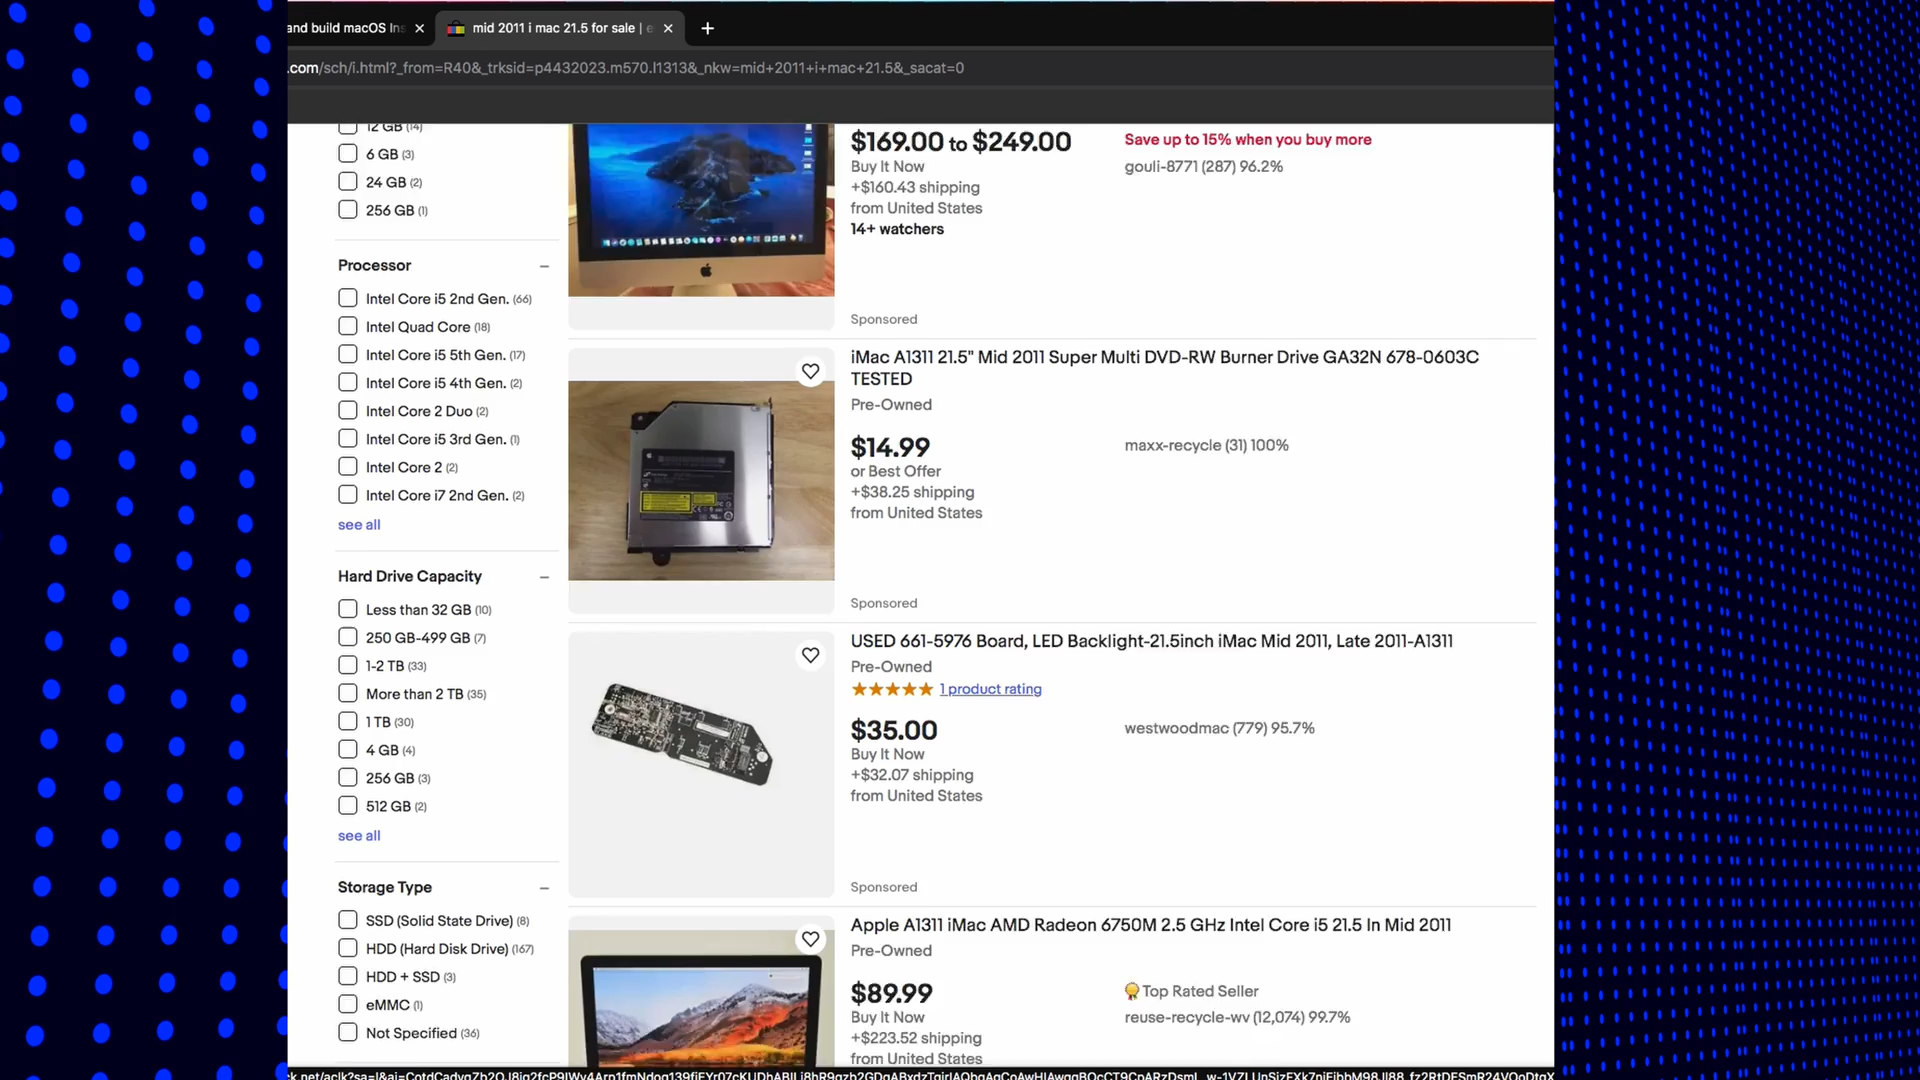 and build macOS Ins
mid 2011 i mac 21.5 for sale | e
.com/sch/i.html?_from=R40&_trksid=p4432023.m570.l1313&_nkw=mid+2011+i+mac+21.5&_sacat=0
12 GB (14)
6 GB (3)
24 GB (2)
256 GB (1)
Processor
Intel Core i5 2nd Gen. (66)
Intel Quad Core (18)
Intel Core i5 5th Gen. (17)
Intel Core i5 4th Gen. (2)
Intel Core 2 Duo (2)
Intel Core i5 3rd Gen. (1)
Intel Core 2 (2)
Intel Core i7 2nd Gen. (2)
see all
Hard Drive Capacity
Less than 32 GB (10)
250 GB-499 GB (7)
1-2 TB (33)
More than 2 TB (35)
1 TB (30)
4 GB (4)
256 GB (3)
512 GB (2)
see all
Storage Type
SSD (Solid State Drive) (8)
HDD (Hard Disk Drive) (167)
HDD + SSD (3)
eMMC (1)
Not Specified (36)
$169.00 to $249.00
Buy It Now
+$160.43 shipping
from United States
14+ watchers
Save up to 15% when you buy more
gouli-8771 (287) 96.2%
Sponsored
iMac A1311 21.5" Mid 2011 Super Multi DVD-RW Burner Drive GA32N 678-0603C
TESTED
Pre-Owned
$14.99
or Best Offer
+$38.25 shipping
from United States
maxx-recycle (31) 100%
Sponsored
USED 661-5976 Board, LED Backlight-21.5inch iMac Mid 2011, Late 2011-A1311
Pre-Owned
1 product rating
$35.00
Buy It Now
+$32.07 shipping
from United States
westwoodmac (779) 95.7%
Sponsored
Apple A1311 iMac AMD Radeon 6750M 2.5 GHz Intel Core i5 21.5 In Mid 2011
Pre-Owned
$89.99
Buy It Now
+$223.52 shipping
from United States
Top Rated Seller
reuse-recycle-wv (12,074) 99.7%